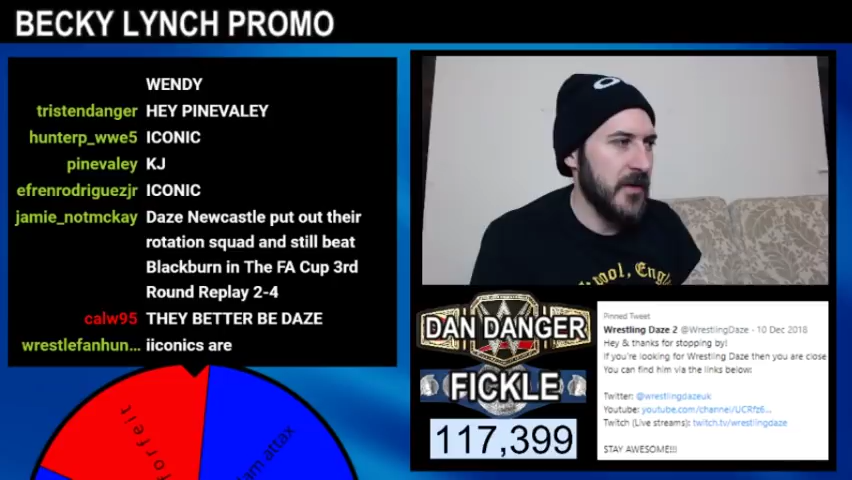 BECKY LYNCH PROMO
WENDY
tristendanger HEY PINEVALEY
hunterp_wwe5 ICONIC
pinevaley KJ
efrenrodriguezjr ICONIC
jamie_notmckay Daze Newcastle put out their
rotation squad and still beat
Blackburn in The FA Cup 3rd
Round Replay 2-4
calw95 THEY BETTER BE DAZE
wrestlefanhun... iiconics are
forfeit
am attax
pool, Eng
DAN DANGER
FICKLE
117,399
Pinned Tweet
Wrestling Daze 2 @WrestlingDaze - 10 Dec 2018
Hey & thanks for stopping by!
If you're looking for Wrestling Daze then you are close
You can find him via the links below:
Twitter: @wrestlingdazeuk
Youtube: youtube.com/channel/UCRfz6...
Twitch (Live streams): twitch.tv/wrestlingdaze
STAY AWESOME!!!